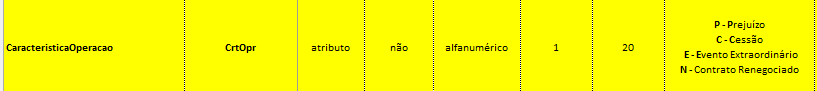 CaracteristicaOperacao CrtOpr atributo não alfanumérico 1 20
P - Prejuízo
C - Cessão
E - Evento Extraordinário
N - Contrato Renegociado